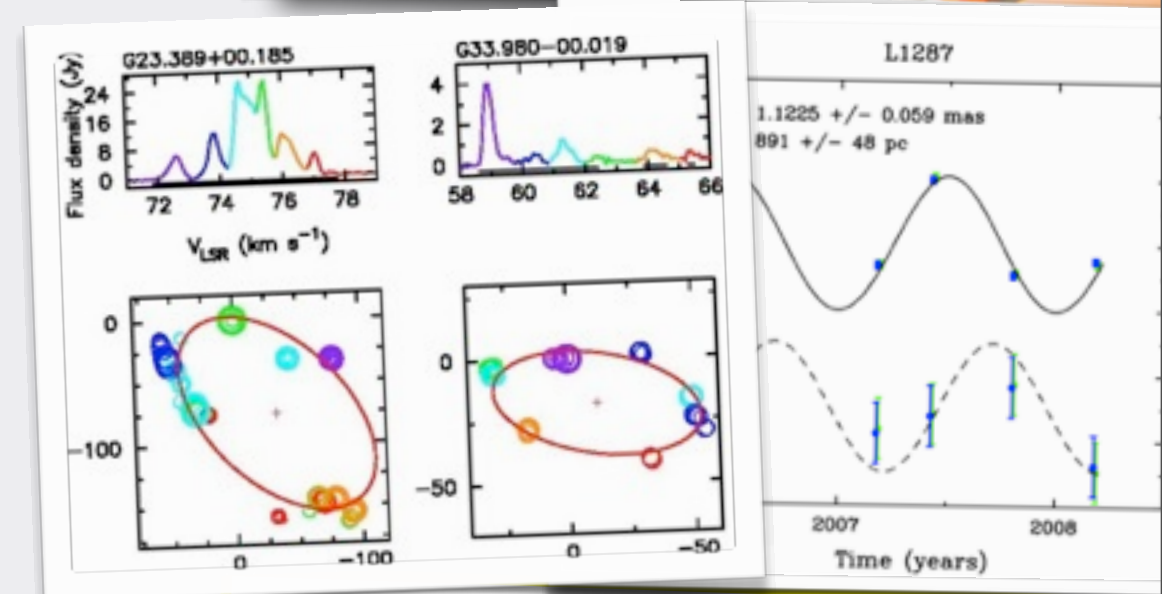 G23.389+00.185
Flux density (Jy)
24
16
8
0
72 74 76 78
V_LSR (km s⁻¹)
G33.980−00.019
4
2
0
58 60 62 64 66
0
−100
0 −100
0
−50
0 −50
L1287
1.1225 +/− 0.059 mas
891 +/− 48 pc
2007 2008
Time (years)